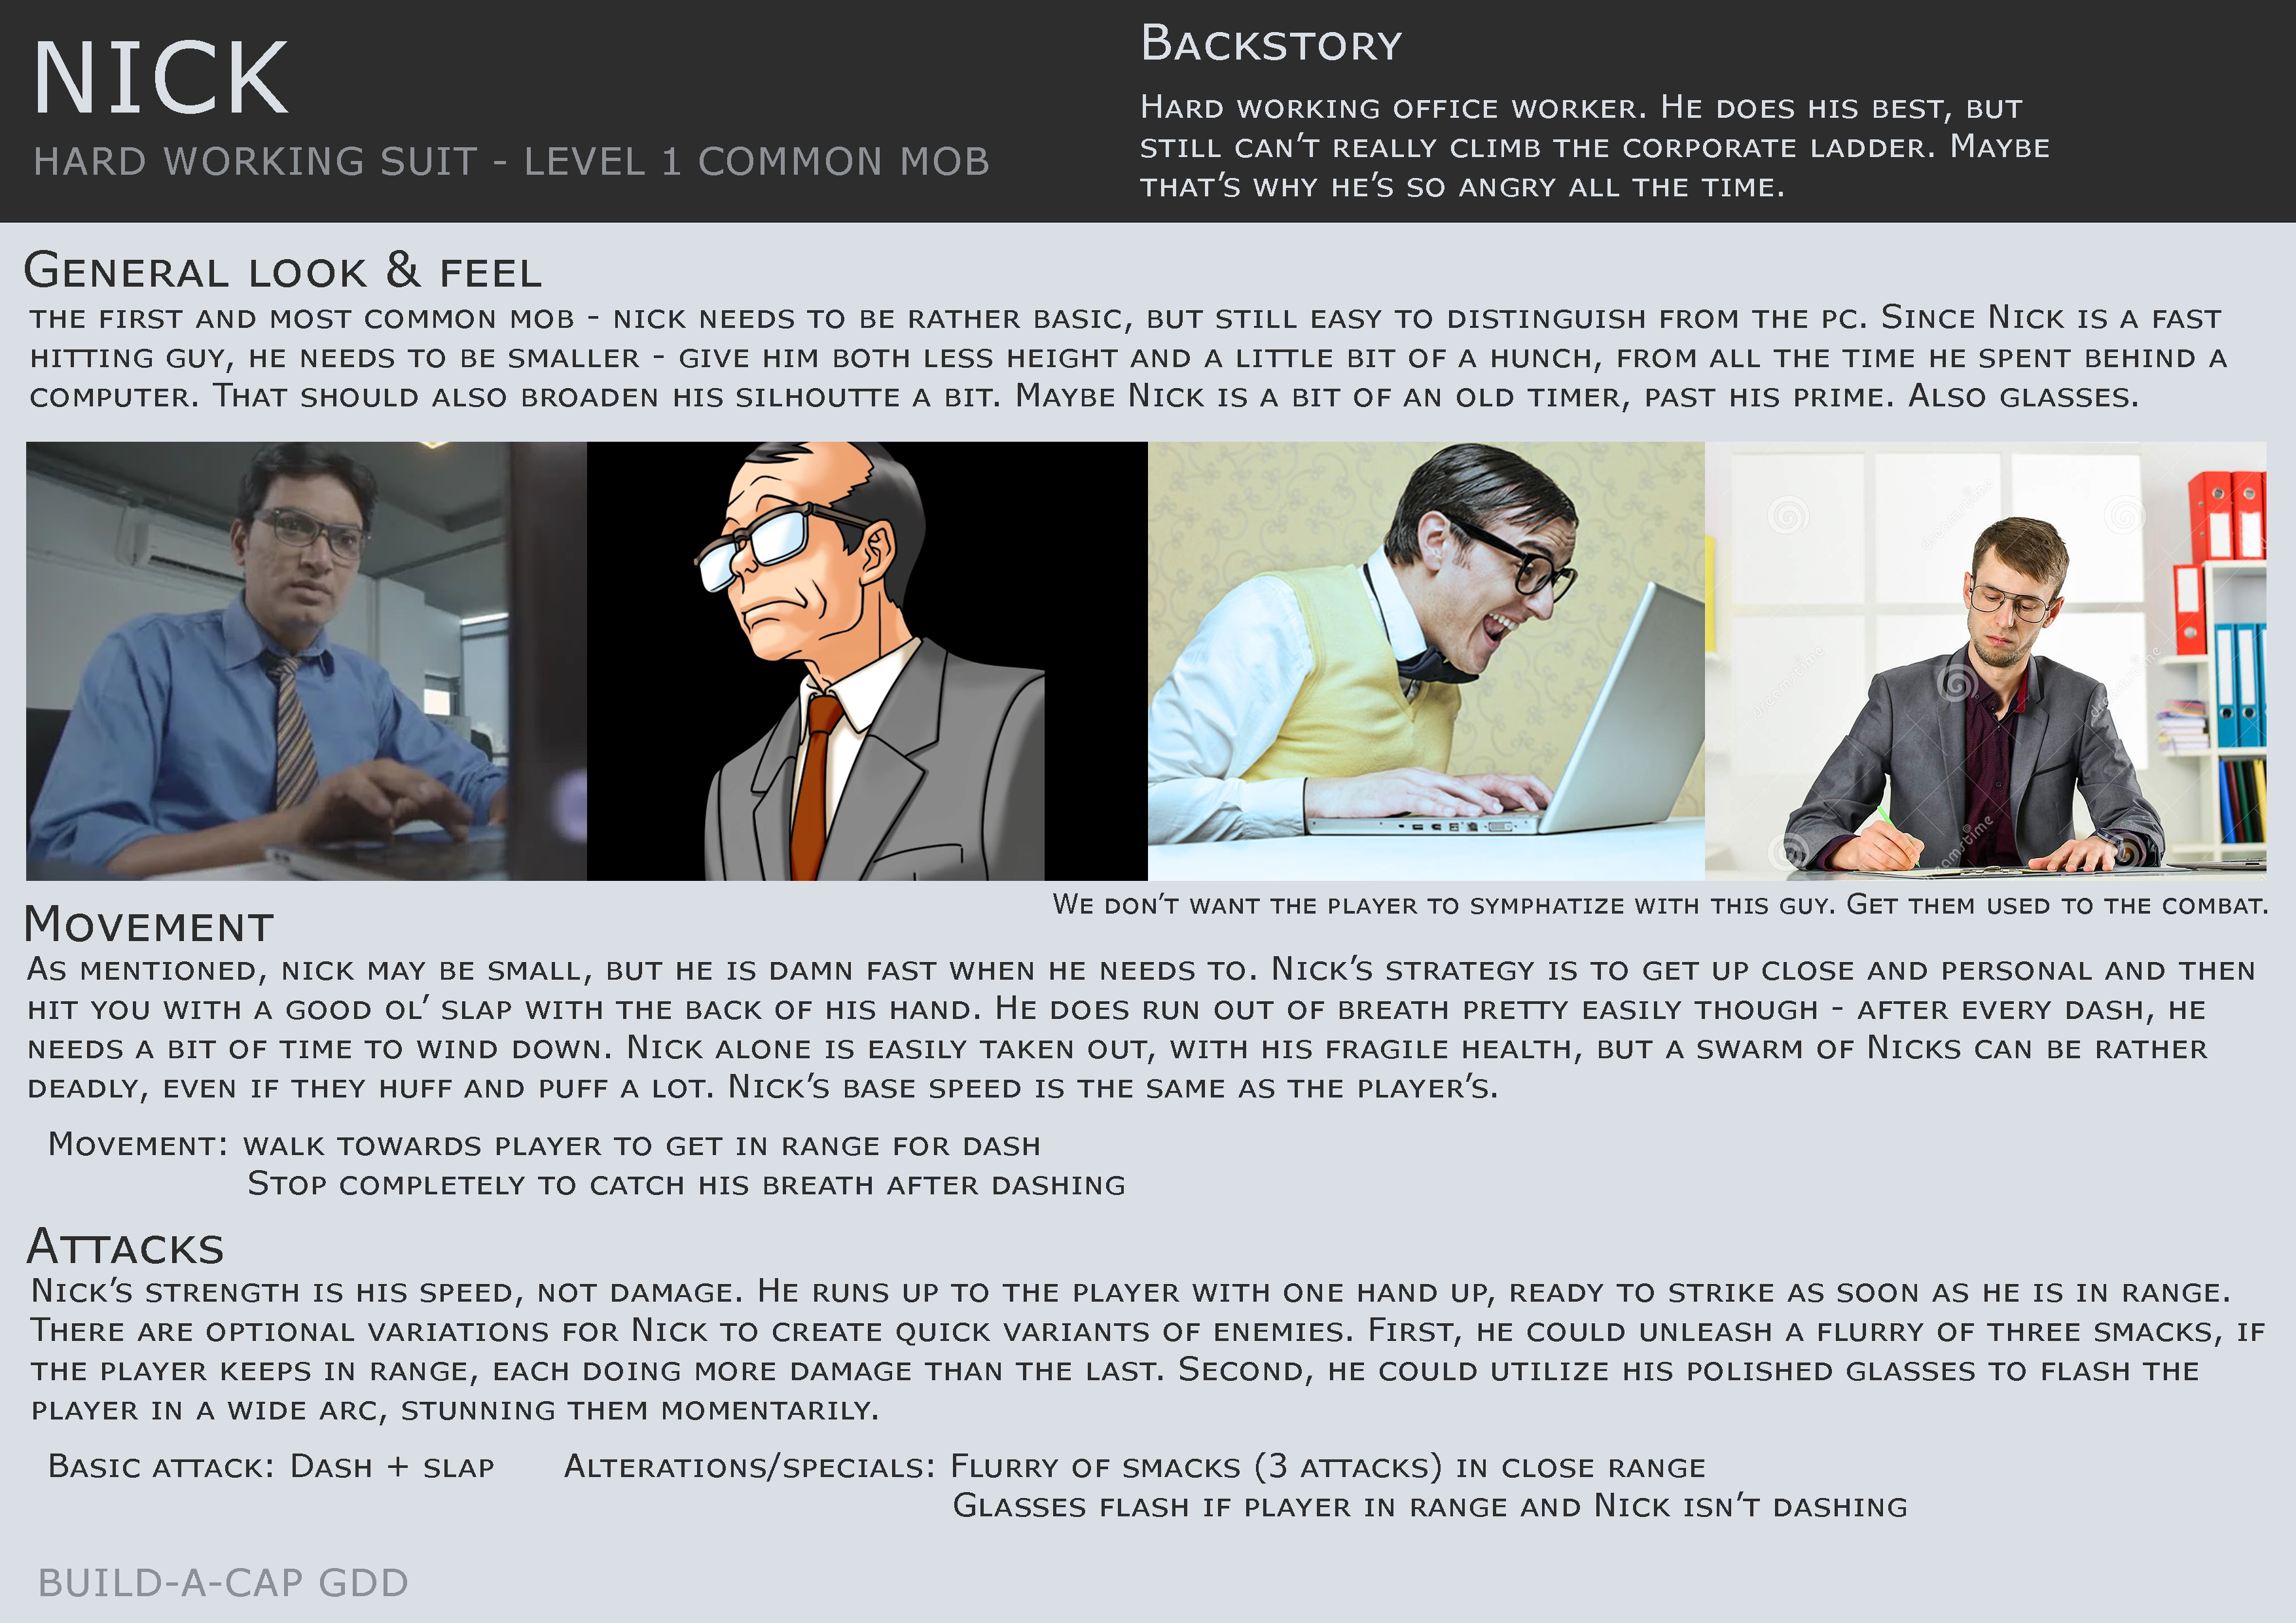 NICK
HARD WORKING SUIT - LEVEL 1 COMMON MOB
Backstory
Hard working office worker. He does his best, but
still can't really climb the corporate ladder. Maybe
that's why he's so angry all the time.
General look & feel
the first and most common mob - nick needs to be rather basic, but still easy to distinguish from the pc. Since Nick is a fast
hitting guy, he needs to be smaller - give him both less height and a little bit of a hunch, from all the time he spent behind a
computer. That should also broaden his silhoutte a bit. Maybe Nick is a bit of an old timer, past his prime. Also glasses.
dreamstime
dreamstime
dreamstime
dreamstime
We don't want the player to symphatize with this guy. Get them used to the combat.
Movement
As mentioned, nick may be small, but he is damn fast when he needs to. Nick's strategy is to get up close and personal and then
hit you with a good ol' slap with the back of his hand. He does run out of breath pretty easily though - after every dash, he
needs a bit of time to wind down. Nick alone is easily taken out, with his fragile health, but a swarm of Nicks can be rather
deadly, even if they huff and puff a lot. Nick's base speed is the same as the player's.
Movement: walk towards player to get in range for dash
Stop completely to catch his breath after dashing
Attacks
Nick's strength is his speed, not damage. He runs up to the player with one hand up, ready to strike as soon as he is in range.
There are optional variations for Nick to create quick variants of enemies. First, he could unleash a flurry of three smacks, if
the player keeps in range, each doing more damage than the last. Second, he could utilize his polished glasses to flash the
player in a wide arc, stunning them momentarily.
Basic attack: Dash + slap Alterations/specials: Flurry of smacks (3 attacks) in close range
Glasses flash if player in range and Nick isn't dashing
BUILD-A-CAP GDD